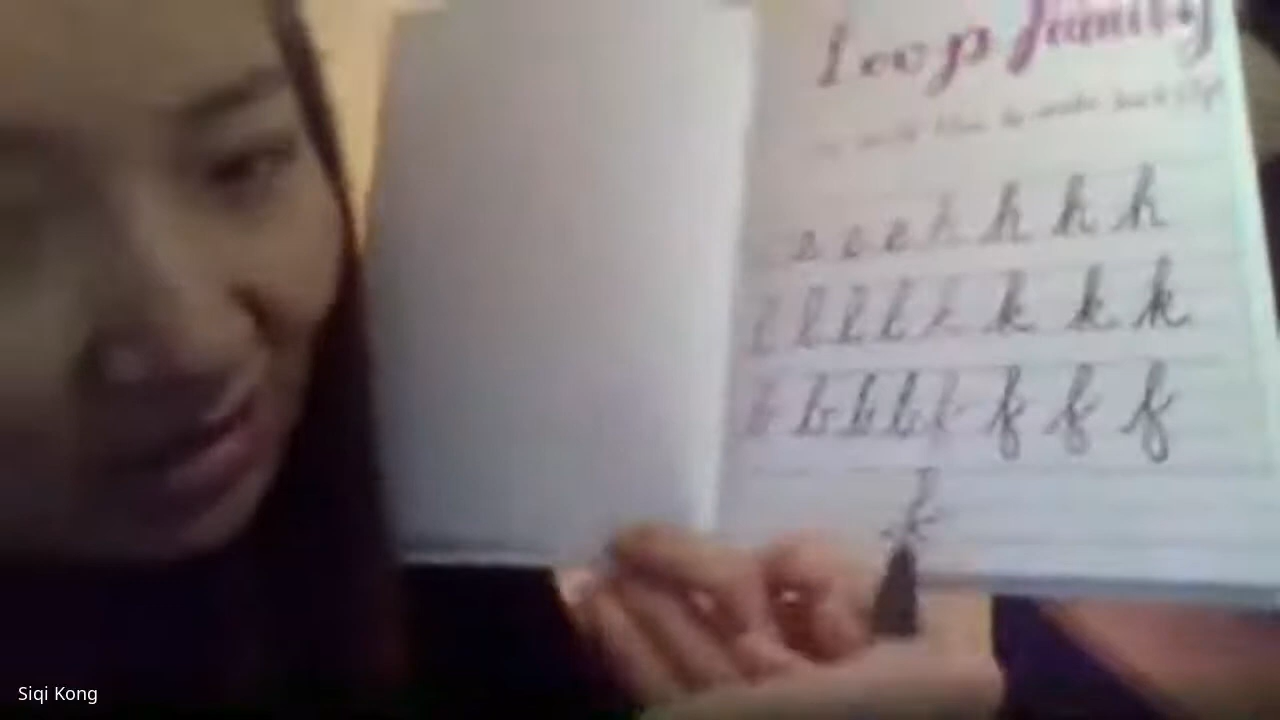 Loop family
e e e h h h h
l l l l k k k k
b b b b f f f f
Siqi Kong